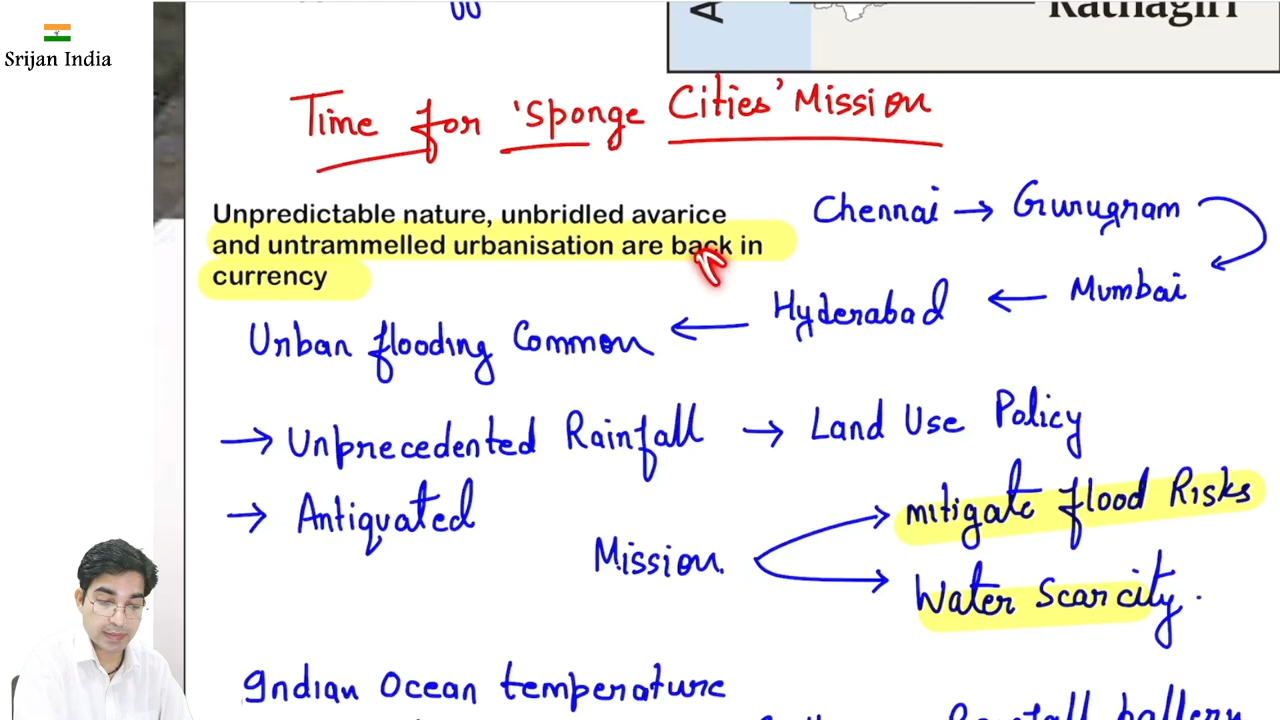 Ratnagiri
A
Srijan India
Time for 'Sponge Cities' Mission
Unpredictable nature, unbridled avarice
and untrammelled urbanisation are back in
currency
Chennai → Gurugram
Mumbai
← Hyderabad ←
Urban flooding Common
→ Unprecedented Rainfall → Land Use Policy
→ Antiquated
Mission
mitigate flood Risks
Water Scarcity.
Indian Ocean temperature